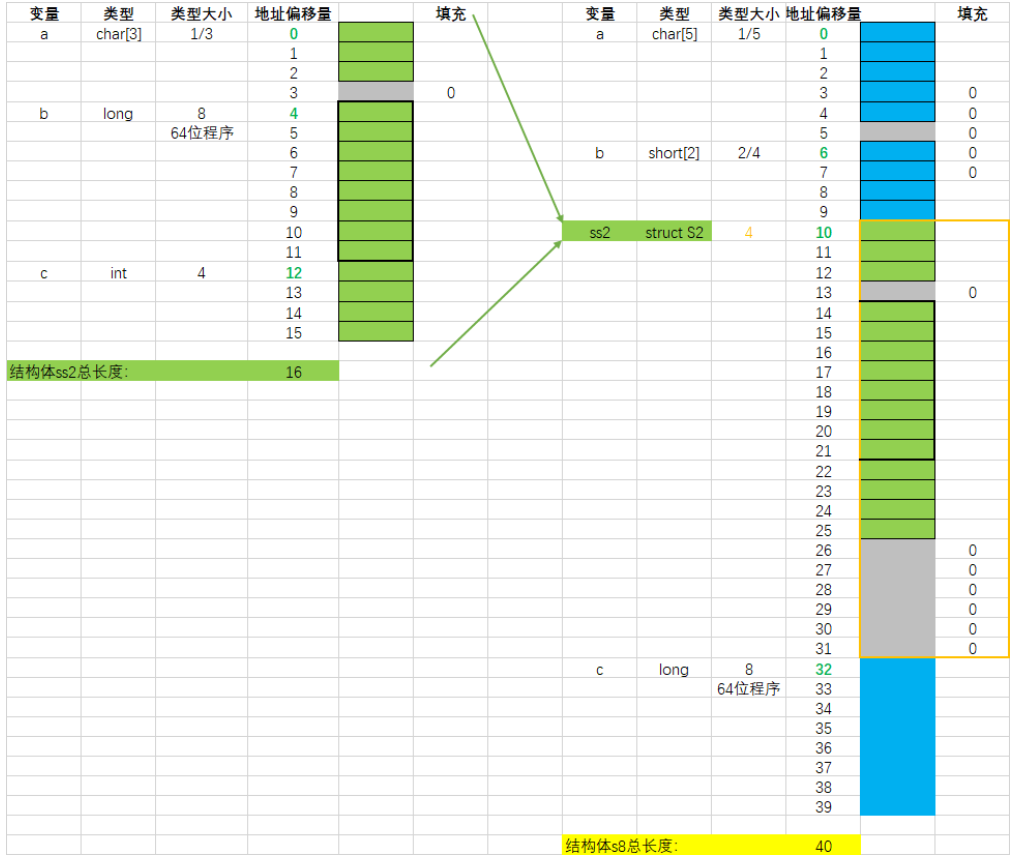 变量 类型 类型大小 地址偏移量 填充 变量 类型 类型大小 地址偏移量 填充
a char[3] 1/3 0 a char[5] 1/5 0
1 1
2 2
3 0 3 0
b long 8 4 4 0
64位程序 5 5 0
6 b short[2] 2/4 6 0
7 7 0
8 8
9 9
10 ss2 struct S2 4 10
11 11
c int 4 12 12
13 13 0
14 14
15 15
16
结构体ss2总长度: 16 17
18
19
20
21
22
23
24
25
26 0
27 0
28 0
29 0
30 0
31 0
c long 8 32
64位程序 33
34
35
36
37
38
39
结构体s8总长度: 40